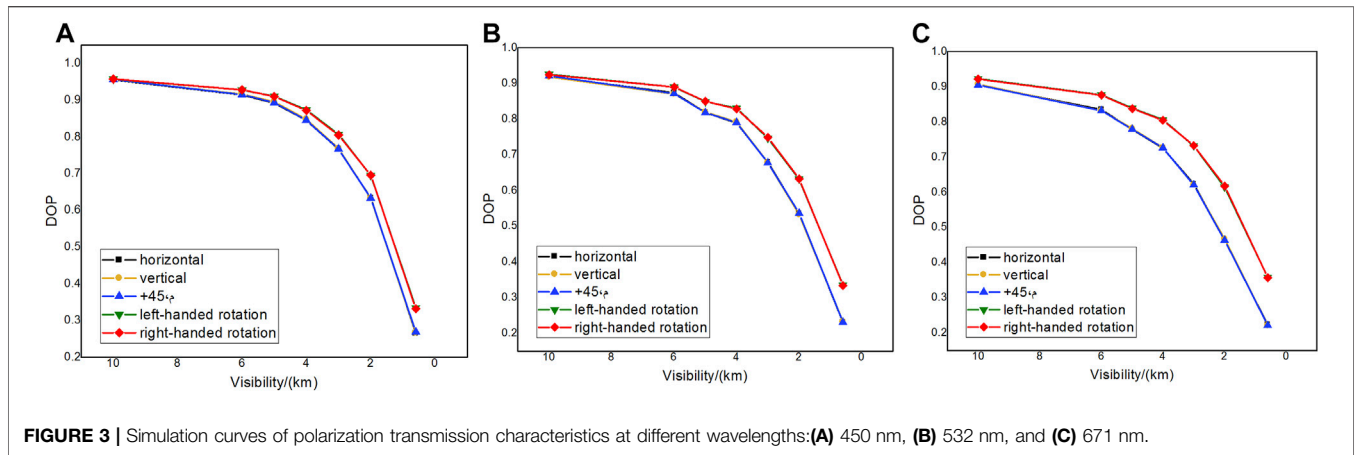 A
1.0
0.9
0.8
0.7
0.6
0.5
0.4
0.3
0.2
DOP
horizontal
vertical
+45م،
left-handed rotation
right-handed rotation
10 8 6 4 2 0
Visibility/(km)
B
1.0
0.9
0.8
0.7
0.6
0.5
0.4
0.3
0.2
DOP
horizontal
vertical
+45م،
left-handed rotation
right-handed rotation
10 8 6 4 2 0
Visibility/(km)
C
1.0
0.9
0.8
0.7
0.6
0.5
0.4
0.3
0.2
DOP
horizontal
vertical
+45م،
left-handed rotation
right-handed rotation
10 8 6 4 2 0
Visibility/(km)
FIGURE 3 | Simulation curves of polarization transmission characteristics at different wavelengths:(A) 450 nm, (B) 532 nm, and (C) 671 nm.